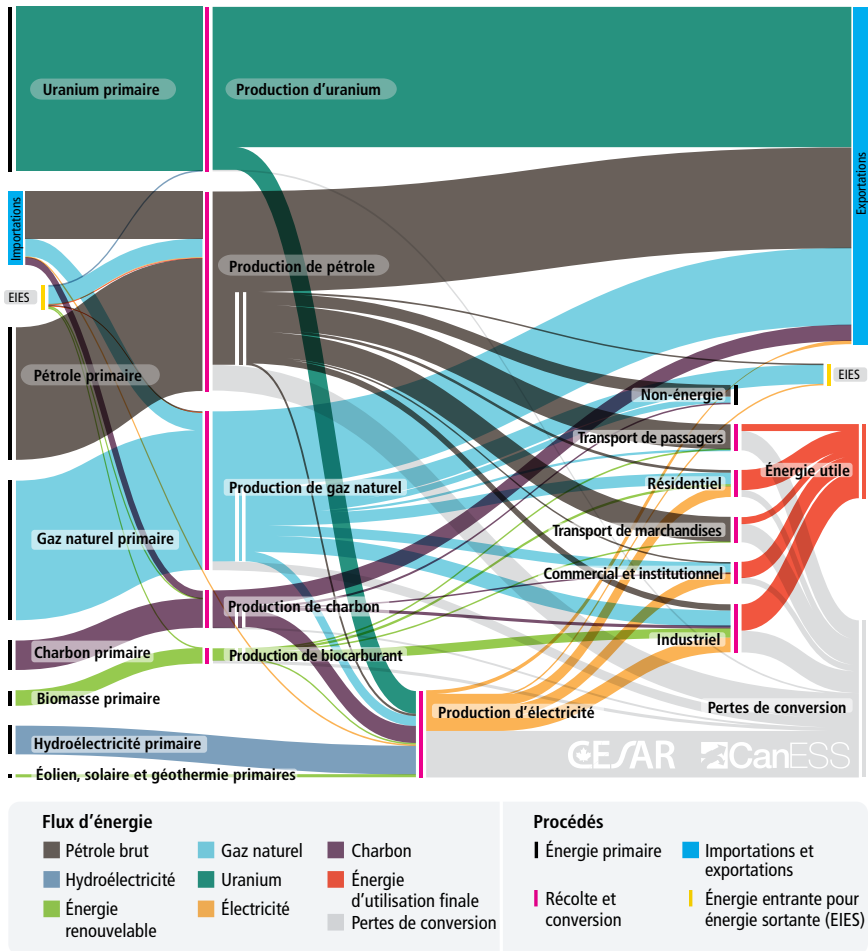 Uranium primaire
Production d'uranium
Importations
Exportations
EIES
Production de pétrole
Pétrole primaire
EIES
Non-énergie
Transport de passagers
Énergie utile
Résidentiel
Production de gaz naturel
Gaz naturel primaire
Transport de marchandises
Commercial et institutionnel
Production de charbon
Industriel
Charbon primaire
Production de biocarburant
Biomasse primaire
Production d'électricité
Pertes de conversion
Hydroélectricité primaire
CESAR
CanESS
Éolien, solaire et géothermie primaires
Flux d'énergie
Pétrole brut
Hydroélectricité
Énergie
renouvelable
Gaz naturel
Uranium
Électricité
Charbon
Énergie
d'utilisation finale
Pertes de conversion
Procédés
Énergie primaire
Récolte et
conversion
Importations et
exportations
Énergie entrante pour
énergie sortante (EIES)